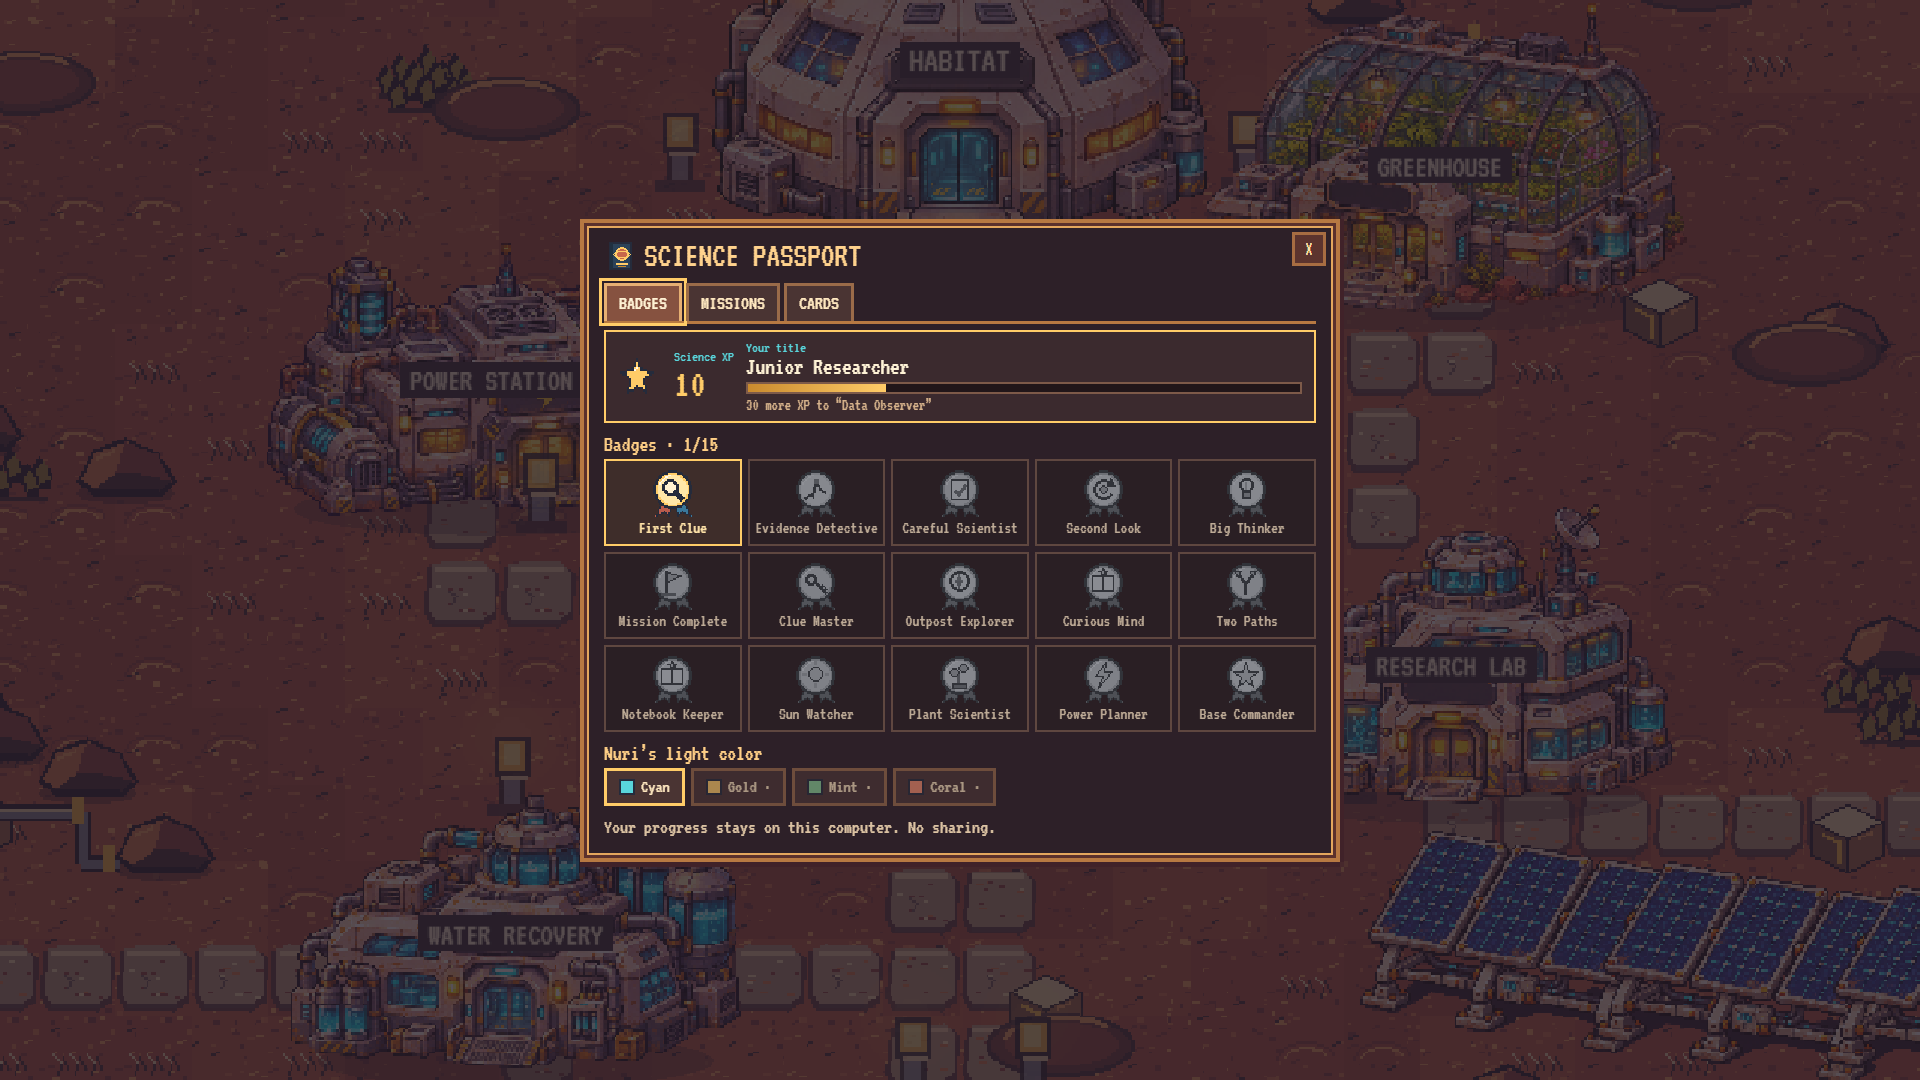 HABITAT
GREENHOUSE
SCIENCE PASSPORT
X
BADGES
MISSIONS
CARDS
Science XP
10
Your title
Junior Researcher
30 more XP to “Data Observer”
POWER STATION
Badges · 1/15
First Clue
Evidence Detective
Careful Scientist
Second Look
Big Thinker
Mission Complete
Clue Master
Outpost Explorer
Curious Mind
Two Paths
Notebook Keeper
Sun Watcher
Plant Scientist
Power Planner
Base Commander
RESEARCH LAB
Nuri's light color
Cyan
Gold ·
Mint ·
Coral ·
Your progress stays on this computer. No sharing.
WATER RECOVERY